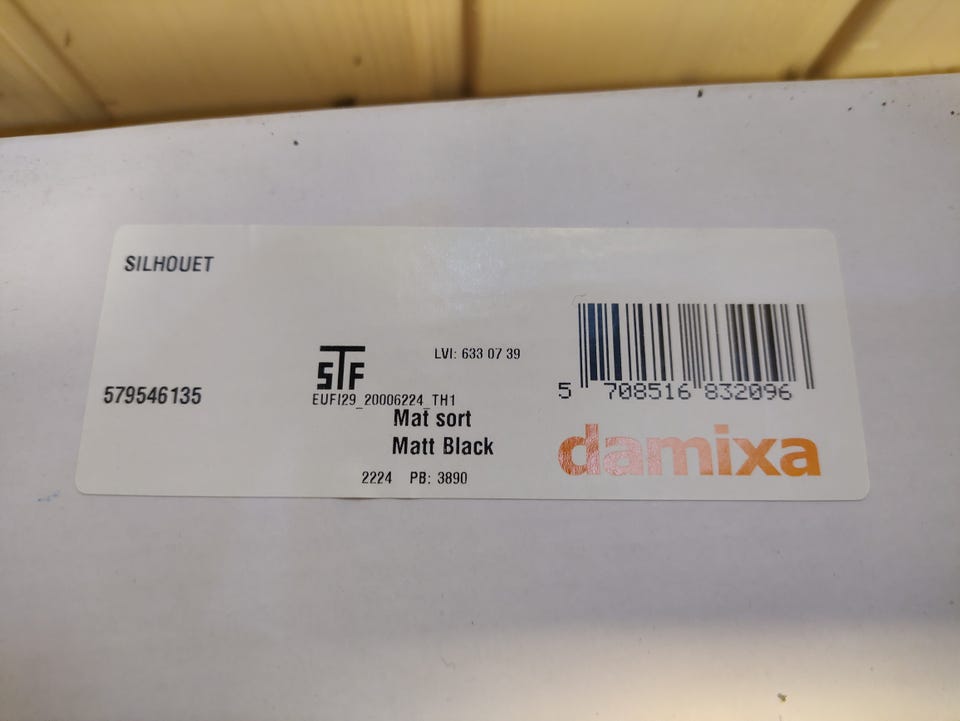 SILHOUET
579546135
STF
LVI: 633 07 39
EUFI29_20006224_TH1
Mat sort
Matt Black
2224 PB: 3890
5 708516 832096
damixa